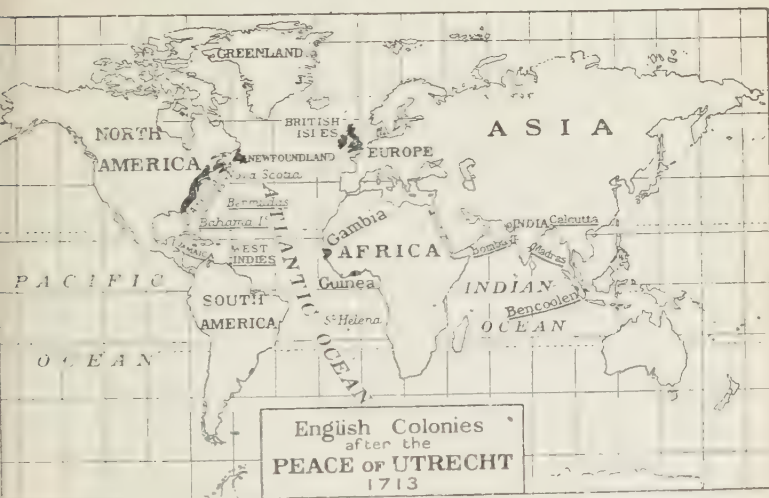 GREENLAND
BRITISH
ISLES
NORTH
AMERICA
NEWFOUNDLAND
Nova Scotia
Bermudas
Bahama Is
JAMAICA
WEST
INDIES
EUROPE
ASIA
ATLANTIC OCEAN
Gambia
AFRICA
Guinea
INDIA
Calcutta
Bombay
Madras
PACIFIC
OCEAN
SOUTH
AMERICA
St Helena
INDIAN
OCEAN
Bencoolen
English Colonies
after the
PEACE OF UTRECHT
1713